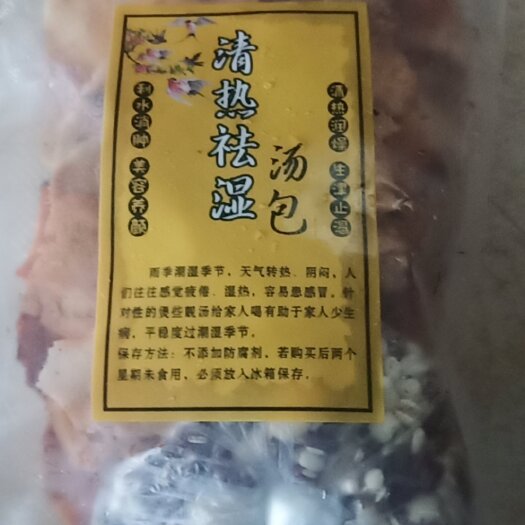 清热祛湿
汤包
清热润燥 生津止渴
利水消肿 美容养颜
雨季潮湿季节，天气转热、阴闷，人
们往往感觉疲倦、湿热，容易患感冒，针
对性的煲些靓汤给家人喝有助于家人少生
病，平稳度过潮湿季节。
保存方法：不添加防腐剂，若购买后两个
星期未食用，必须放入冰箱保存。